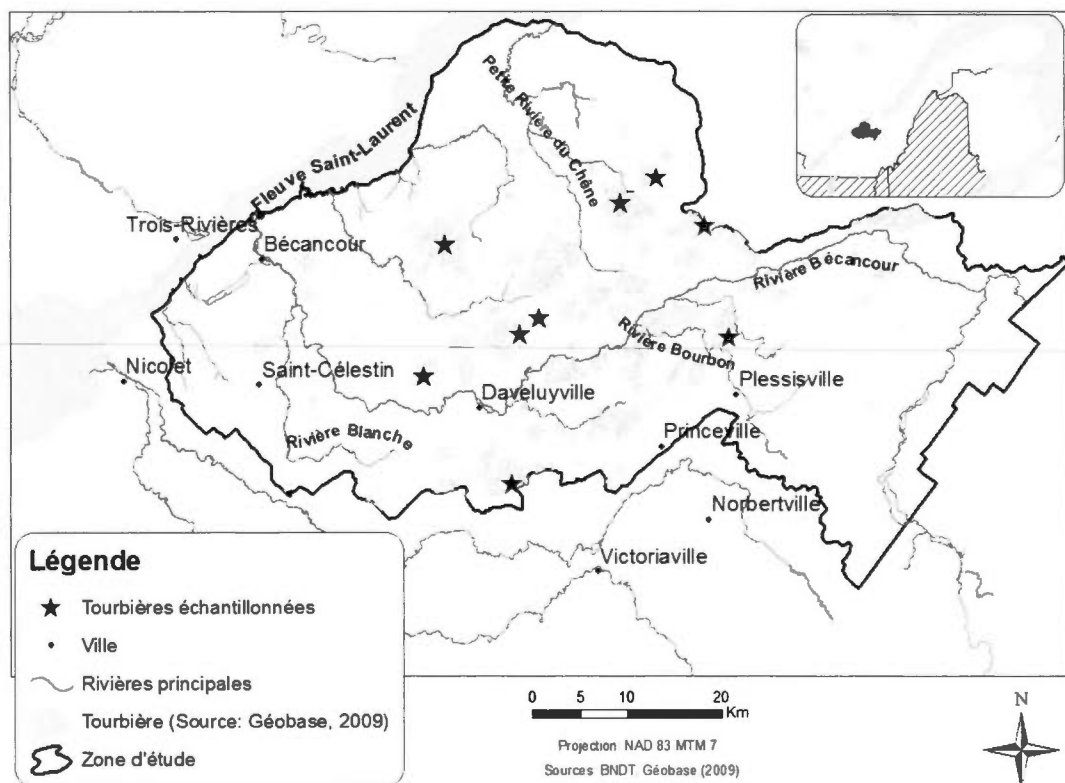 Petite Rivière du Chêne
Fleuve Saint-Laurent
Trois-Rivières
Bécancour
Rivière Bécancour
Rivière Bourbon
Nicolet
Saint-Célestin
Plessisville
Daveluyville
Rivière Blanche
Princeville
Norbertville
Victoriaville
Légende
Tourbières échantillonnées
Ville
Rivières principales
Tourbière (Source: Géobase, 2009)
Zone d'étude
0 5 10 20
Km
Projection NAD 83 MTM 7
Sources BNDT Géobase (2009)
N